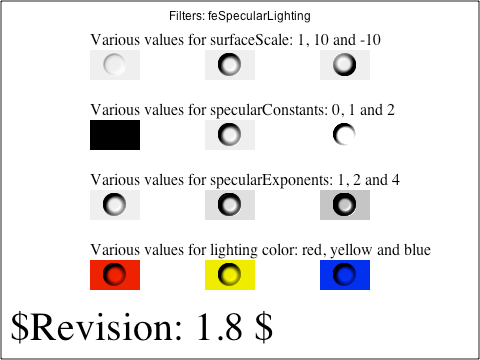 Filters: feSpecularLighting
Various values for surfaceScale: 1, 10 and -10
Various values for specularConstants: 0, 1 and 2
Various values for specularExponents: 1, 2 and 4
Various values for lighting color: red, yellow and blue
$Revision: 1.8 $